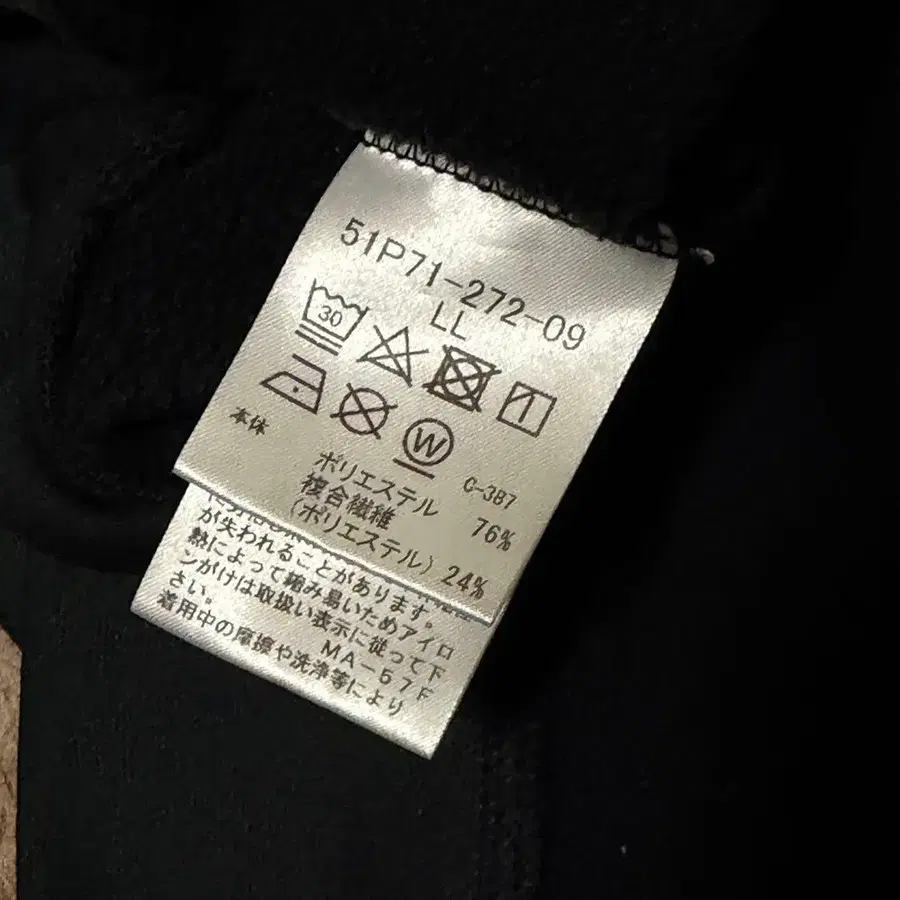 51P71-272-09
LL
30
W
本体
C-387
ポリエステル 76%
複合繊維
(ポリエステル) 24%
が失われることがあります。
熱によって縮み易いためアイロ
ンがけは取扱い表示に従って下
さい。
MA-57F
着用中の摩擦や洗浄等により